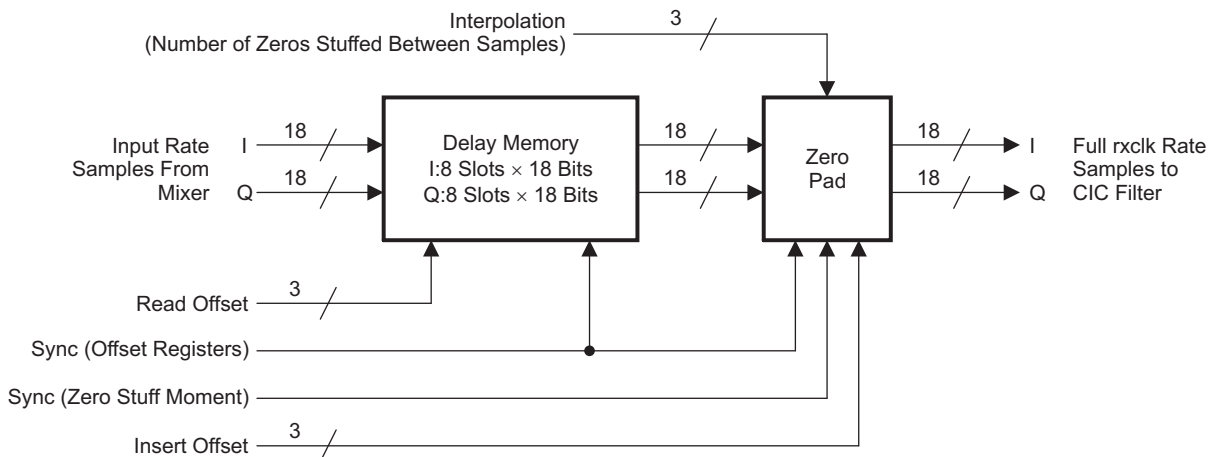 Interpolation
(Number of Zeros Stuffed Between Samples)
3
Input Rate
Samples From
Mixer
I
Q
18
18
Delay Memory
I:8 Slots × 18 Bits
Q:8 Slots × 18 Bits
18
18
Zero
Pad
18
18
I
Q
Full rxclk Rate
Samples to
CIC Filter
Read Offset
3
Sync (Offset Registers)
Sync (Zero Stuff Moment)
Insert Offset
3